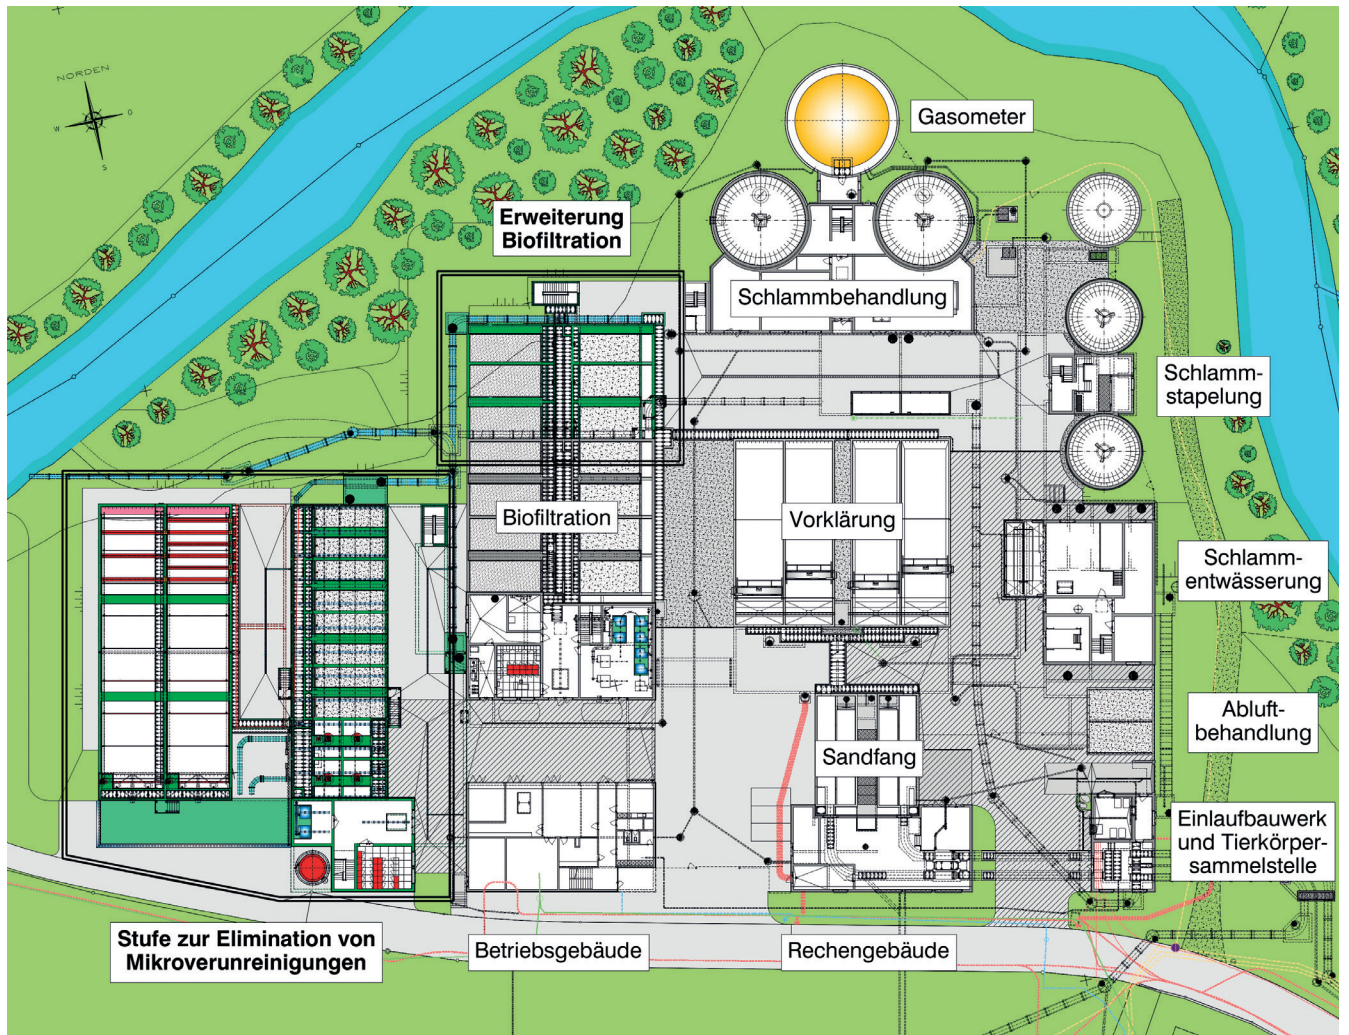 NORDEN
W
O
S
Gasometer
Erweiterung
Biofiltration
Schlammbehandlung
Schlamm-
stapelung
Biofiltration
Vorklärung
Schlamm-
entwässerung
Abluft-
behandlung
Sandfang
Einlaufbauwerk
und Tierkörper-
sammelstelle
Stufe zur Elimination von
Mikroverunreinigungen
Betriebsgebäude
Rechengebäude